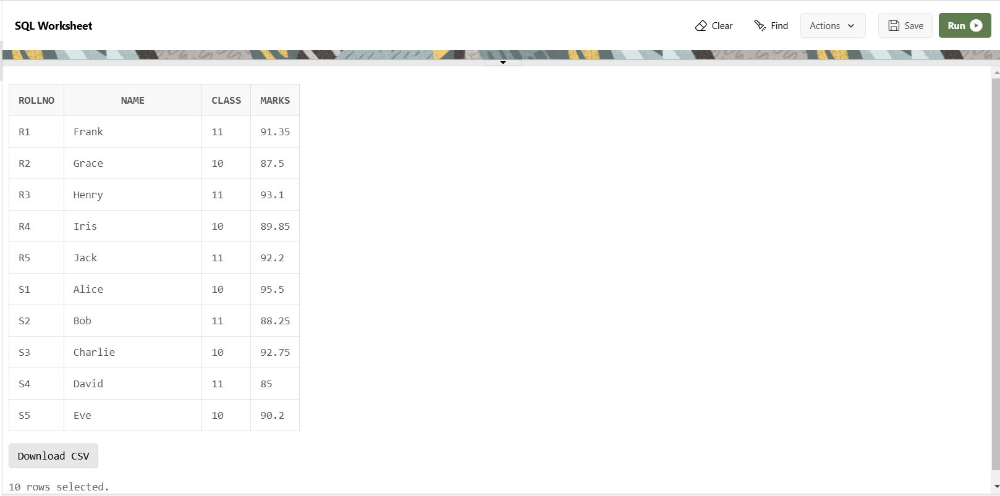 SQL Worksheet
Clear Find Actions Save Run
ROLLNO NAME CLASS MARKS
R1 Frank 11 91.35
R2 Grace 10 87.5
R3 Henry 11 93.1
R4 Iris 10 89.85
R5 Jack 11 92.2
S1 Alice 10 95.5
S2 Bob 11 88.25
S3 Charlie 10 92.75
S4 David 11 85
S5 Eve 10 90.2
Download CSV
10 rows selected.